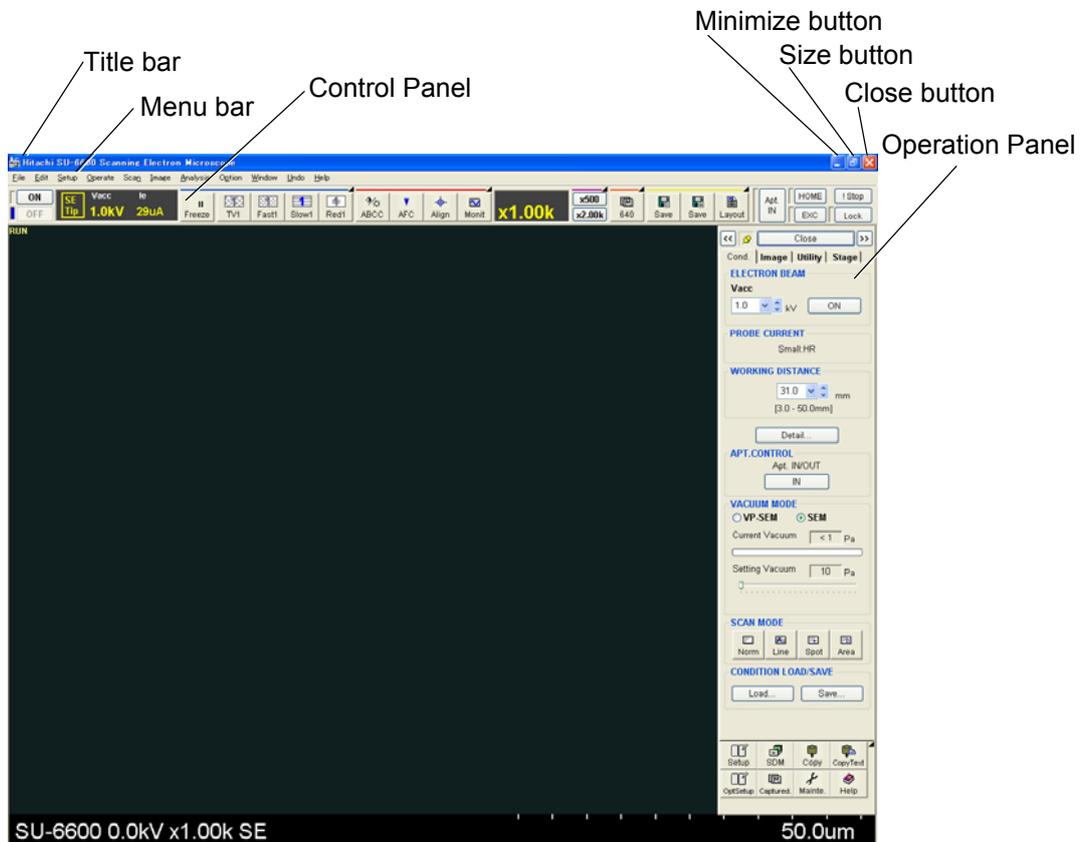 Minimize button
Size button
Close button
Title bar
Menu bar
Control Panel
Operation Panel
Hitachi SU-6600 Scanning Electron Microscope
File Edit Setup Operate Scan Image Analysis Option Window Undo Help
ON
OFF
SE
Tip
Vacc Ie
1.0kV 29uA
Freeze TV1 Fast1 Slow1 Red1 ABCC AFC Align Monit
x1.00k
x500
x2.00k
640 Save Save Layout
Apt.
IN
HOME ! Stop
EXC Lock
RUN
<< Close >>
Cond. Image Utility Stage
ELECTRON BEAM
Vacc
1.0 kV ON
PROBE CURRENT
Small:HR
WORKING DISTANCE
31.0 mm
[3.0 - 50.0mm]
Detail...
APT.CONTROL
Apt. IN/OUT
IN
VACUUM MODE
VP-SEM SEM
Current Vacuum < 1 Pa
Setting Vacuum 10 Pa
SCAN MODE
Norm Line Spot Area
CONDITION LOAD/SAVE
Load... Save...
Setup SDM Copy CopyText
OptSetup Captured. Mainte. Help
SU-6600 0.0kV x1.00k SE 50.0um